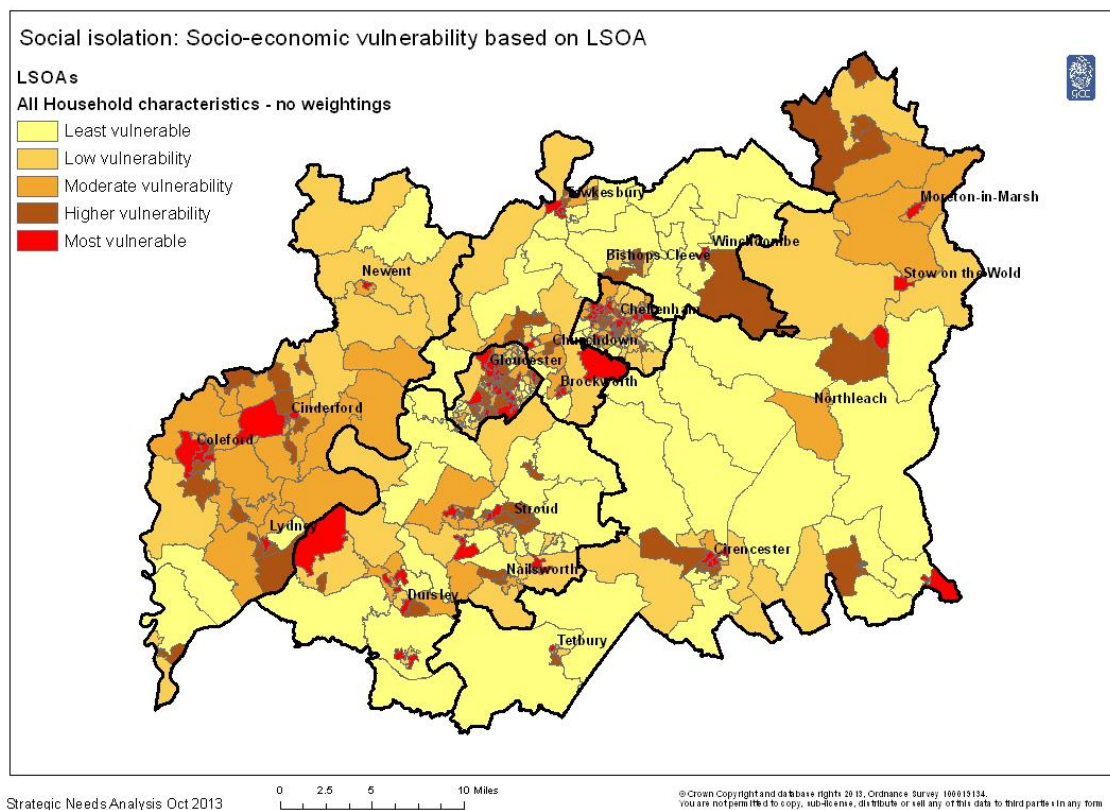 Social isolation: Socio-economic vulnerability based on LSOA
LSOAs
All Household characteristics - no weightings
Least vulnerable
Low vulnerability
Moderate vulnerability
Higher vulnerability
Most vulnerable
GCC
Tewkesbury
Moreton-in-Marsh
Winchcombe
Bishops Cleeve
Newent
Stow on the Wold
Cheltenham
Churchdown
Gloucester
Brockworth
Northleach
Cinderford
Coleford
Stroud
Lydney
Cirencester
Nailsworth
Dursley
Tetbury
Strategic Needs Analysis Oct 2013
0 2.5 5 10 Miles
© Crown Copyright and database rights 2013, Ordnance Survey 100019134.
You are not permitted to copy, sub-license, distribute or sell any of this data to third parties in any form